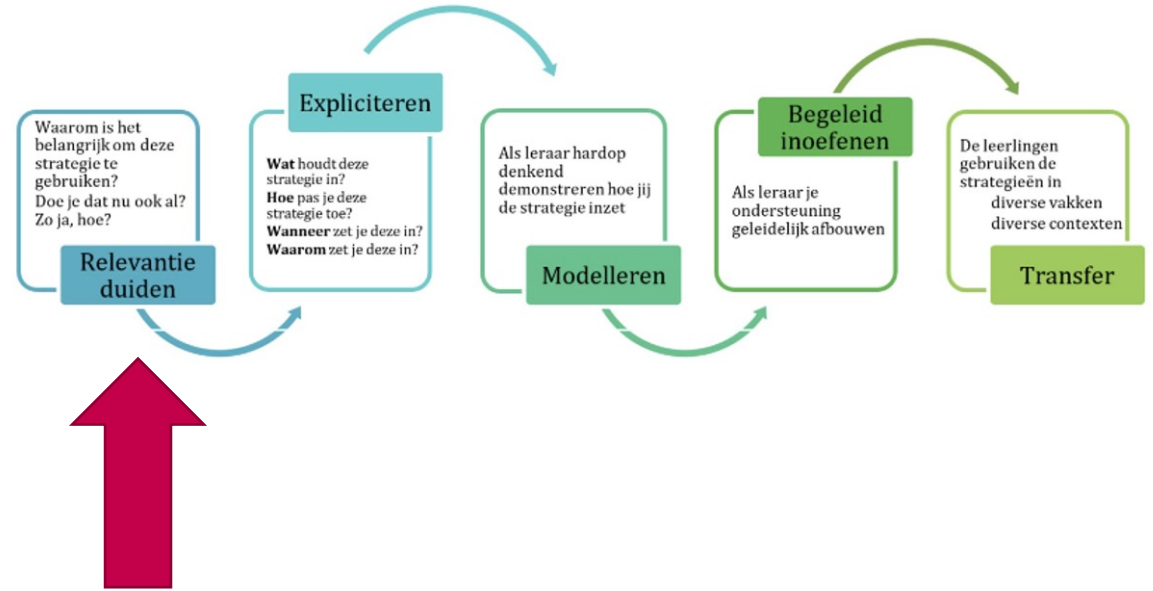 Waarom is het
belangrijk om deze
strategie te
gebruiken?
Doe je dat nu ook al?
Zo ja, hoe?
Relevantie
duiden
Expliciteren
Wat houdt deze
strategie in?
Hoe pas je deze
strategie toe?
Wanneer zet je deze in?
Waarom zet je deze in?
Als leraar hardop
denkend
demonstreren hoe jij
de strategie inzet
Modelleren
Begeleid
inoefenen
Als leraar je
ondersteuning
geleidelijk afbouwen
De leerlingen
gebruiken de
strategieën in
diverse vakken
diverse contexten
Transfer